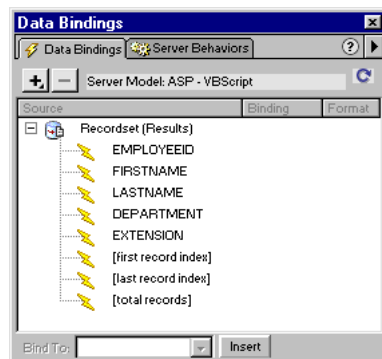 Data Bindings
Data Bindings Server Behaviors ?
+ - Server Model: ASP - VBScript
Source Binding Format
Recordset (Results)
EMPLOYEEID
FIRSTNAME
LASTNAME
DEPARTMENT
EXTENSION
[first record index]
[last record index]
[total records]
Bind To: Insert